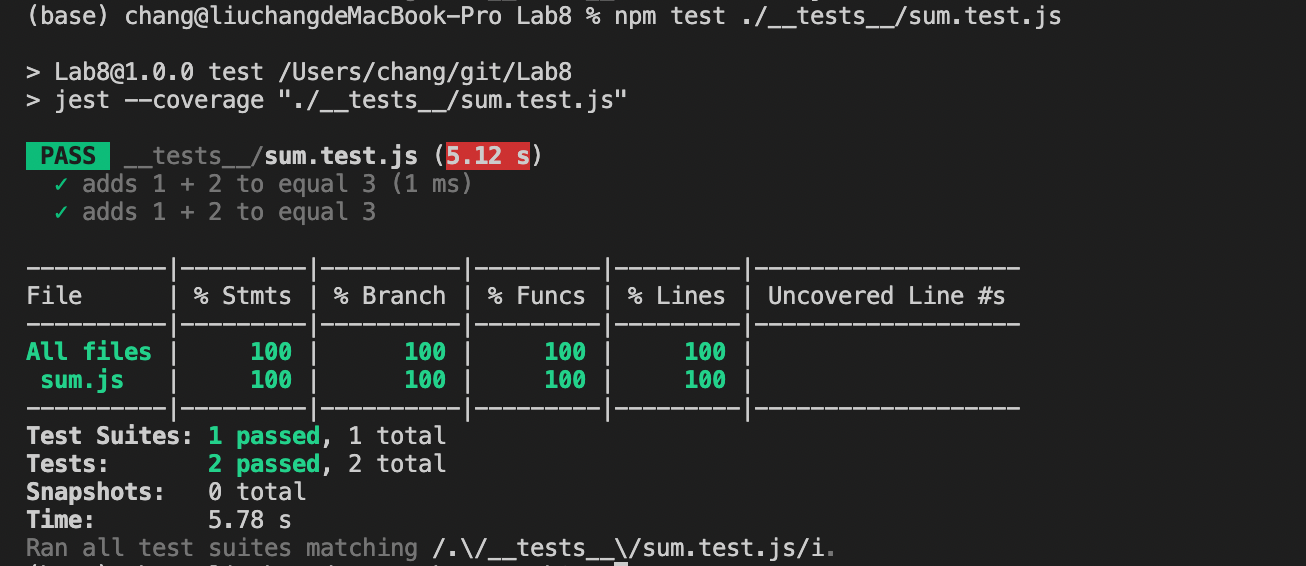 (base) chang@liuchangdeMacBook-Pro Lab8 % npm test ./__tests__/sum.test.js
> Lab8@1.0.0 test /Users/chang/git/Lab8
> jest --coverage "./__tests__/sum.test.js"
PASS __tests__/sum.test.js (5.12 s)
✓ adds 1 + 2 to equal 3 (1 ms)
✓ adds 1 + 2 to equal 3
----------|---------|----------|---------|---------|-------------------
File      | % Stmts | % Branch | % Funcs | % Lines | Uncovered Line #s
----------|---------|----------|---------|---------|-------------------
All files |     100 |      100 |     100 |     100 |
 sum.js   |     100 |      100 |     100 |     100 |
----------|---------|----------|---------|---------|-------------------
Test Suites: 1 passed, 1 total
Tests:       2 passed, 2 total
Snapshots:   0 total
Time:        5.78 s
Ran all test suites matching /.\/__tests__\/sum.test.js/i.